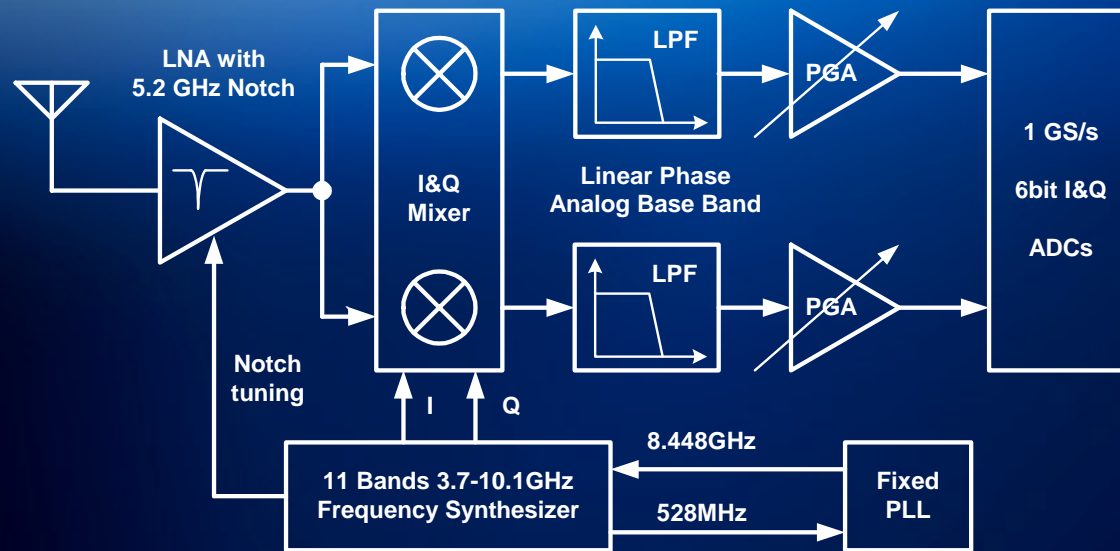 LNA with
5.2 GHz Notch
LPF
PGA
1 GS/s
6bit I&Q
ADCs
I&Q
Mixer
Linear Phase
Analog Base Band
LPF
PGA
Notch
tuning
I
Q
8.448GHz
11 Bands 3.7-10.1GHz
Frequency Synthesizer
528MHz
Fixed
PLL